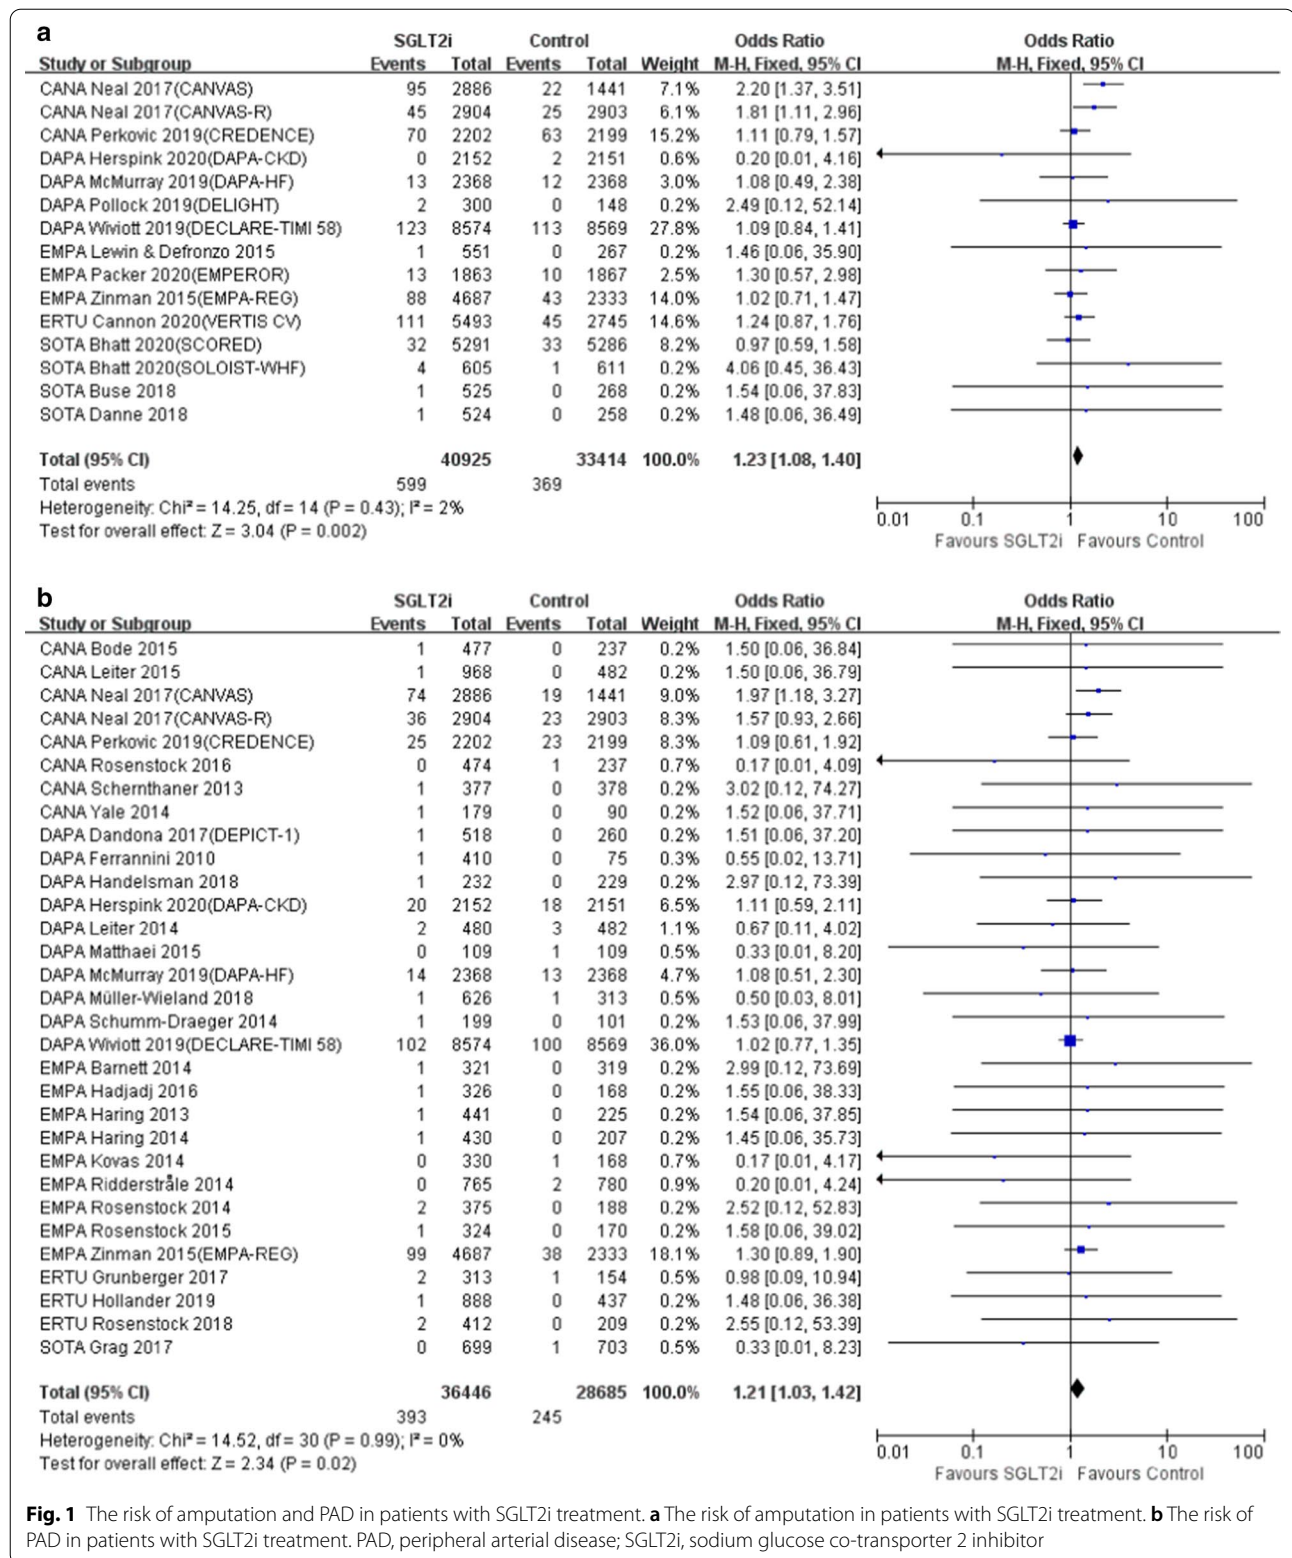 a
SGLT2i Control Odds Ratio Odds Ratio
Study or Subgroup Events Total Events Total Weight M-H, Fixed, 95% CI M-H, Fixed, 95% CI
CANA Neal 2017(CANVAS) 95 2886 22 1441 7.1% 2.20 [1.37, 3.51]
CANA Neal 2017(CANVAS-R) 45 2904 25 2903 6.1% 1.81 [1.11, 2.96]
CANA Perkovic 2019(CREDENCE) 70 2202 63 2199 15.2% 1.11 [0.79, 1.57]
DAPA Herspink 2020(DAPA-CKD) 0 2152 2 2151 0.6% 0.20 [0.01, 4.16]
DAPA McMurray 2019(DAPA-HF) 13 2368 12 2368 3.0% 1.08 [0.49, 2.38]
DAPA Pollock 2019(DELIGHT) 2 300 0 148 0.2% 2.49 [0.12, 52.14]
DAPA Wiviott 2019(DECLARE-TIMI 58) 123 8574 113 8569 27.8% 1.09 [0.84, 1.41]
EMPA Lewin & Defronzo 2015 1 551 0 267 0.2% 1.46 [0.06, 35.90]
EMPA Packer 2020(EMPEROR) 13 1863 10 1867 2.5% 1.30 [0.57, 2.98]
EMPA Zinman 2015(EMPA-REG) 88 4687 43 2333 14.0% 1.02 [0.71, 1.47]
ERTU Cannon 2020(VERTIS CV) 111 5493 45 2745 14.6% 1.24 [0.87, 1.76]
SOTA Bhatt 2020(SCORED) 32 5291 33 5286 8.2% 0.97 [0.59, 1.58]
SOTA Bhatt 2020(SOLOIST-WHF) 4 605 1 611 0.2% 4.06 [0.45, 36.43]
SOTA Buse 2018 1 525 0 268 0.2% 1.54 [0.06, 37.83]
SOTA Danne 2018 1 524 0 258 0.2% 1.48 [0.06, 36.49]
Total (95% CI) 40925 33414 100.0% 1.23 [1.08, 1.40]
Total events 599 369
Heterogeneity: Chi² = 14.25, df = 14 (P = 0.43); I² = 2%
Test for overall effect: Z = 3.04 (P = 0.002)
0.01 0.1 1 10 100
Favours SGLT2i Favours Control
b
SGLT2i Control Odds Ratio Odds Ratio
Study or Subgroup Events Total Events Total Weight M-H, Fixed, 95% CI M-H, Fixed, 95% CI
CANA Bode 2015 1 477 0 237 0.2% 1.50 [0.06, 36.84]
CANA Leiter 2015 1 968 0 482 0.2% 1.50 [0.06, 36.79]
CANA Neal 2017(CANVAS) 74 2886 19 1441 9.0% 1.97 [1.18, 3.27]
CANA Neal 2017(CANVAS-R) 36 2904 23 2903 8.3% 1.57 [0.93, 2.66]
CANA Perkovic 2019(CREDENCE) 25 2202 23 2199 8.3% 1.09 [0.61, 1.92]
CANA Rosenstock 2016 0 474 1 237 0.7% 0.17 [0.01, 4.09]
CANA Schernthaner 2013 1 377 0 378 0.2% 3.02 [0.12, 74.27]
CANA Yale 2014 1 179 0 90 0.2% 1.52 [0.06, 37.71]
DAPA Dandona 2017(DEPICT-1) 1 518 0 260 0.2% 1.51 [0.06, 37.20]
DAPA Ferrannini 2010 1 410 0 75 0.3% 0.55 [0.02, 13.71]
DAPA Handelsman 2018 1 232 0 229 0.2% 2.97 [0.12, 73.39]
DAPA Herspink 2020(DAPA-CKD) 20 2152 18 2151 6.5% 1.11 [0.59, 2.11]
DAPA Leiter 2014 2 480 3 482 1.1% 0.67 [0.11, 4.02]
DAPA Matthaei 2015 0 109 1 109 0.5% 0.33 [0.01, 8.20]
DAPA McMurray 2019(DAPA-HF) 14 2368 13 2368 4.7% 1.08 [0.51, 2.30]
DAPA Müller-Wieland 2018 1 626 1 313 0.5% 0.50 [0.03, 8.01]
DAPA Schumm-Draeger 2014 1 199 0 101 0.2% 1.53 [0.06, 37.99]
DAPA Wiviott 2019(DECLARE-TIMI 58) 102 8574 100 8569 36.0% 1.02 [0.77, 1.35]
EMPA Barnett 2014 1 321 0 319 0.2% 2.99 [0.12, 73.69]
EMPA Hadjadj 2016 1 326 0 168 0.2% 1.55 [0.06, 38.33]
EMPA Haring 2013 1 441 0 225 0.2% 1.54 [0.06, 37.85]
EMPA Haring 2014 1 430 0 207 0.2% 1.45 [0.06, 35.73]
EMPA Kovas 2014 0 330 1 168 0.7% 0.17 [0.01, 4.17]
EMPA Ridderstråle 2014 0 765 2 780 0.9% 0.20 [0.01, 4.24]
EMPA Rosenstock 2014 2 375 0 188 0.2% 2.52 [0.12, 52.83]
EMPA Rosenstock 2015 1 324 0 170 0.2% 1.58 [0.06, 39.02]
EMPA Zinman 2015(EMPA-REG) 99 4687 38 2333 18.1% 1.30 [0.89, 1.90]
ERTU Grunberger 2017 2 313 1 154 0.5% 0.98 [0.09, 10.94]
ERTU Hollander 2019 1 888 0 437 0.2% 1.48 [0.06, 36.38]
ERTU Rosenstock 2018 2 412 0 209 0.2% 2.55 [0.12, 53.39]
SOTA Grag 2017 0 699 1 703 0.5% 0.33 [0.01, 8.23]
Total (95% CI) 36446 28685 100.0% 1.21 [1.03, 1.42]
Total events 393 245
Heterogeneity: Chi² = 14.52, df = 30 (P = 0.99); I² = 0%
Test for overall effect: Z = 2.34 (P = 0.02)
0.01 0.1 1 10 100
Favours SGLT2i Favours Control
Fig. 1 The risk of amputation and PAD in patients with SGLT2i treatment. a The risk of amputation in patients with SGLT2i treatment. b The risk of
PAD in patients with SGLT2i treatment. PAD, peripheral arterial disease; SGLT2i, sodium glucose co-transporter 2 inhibitor